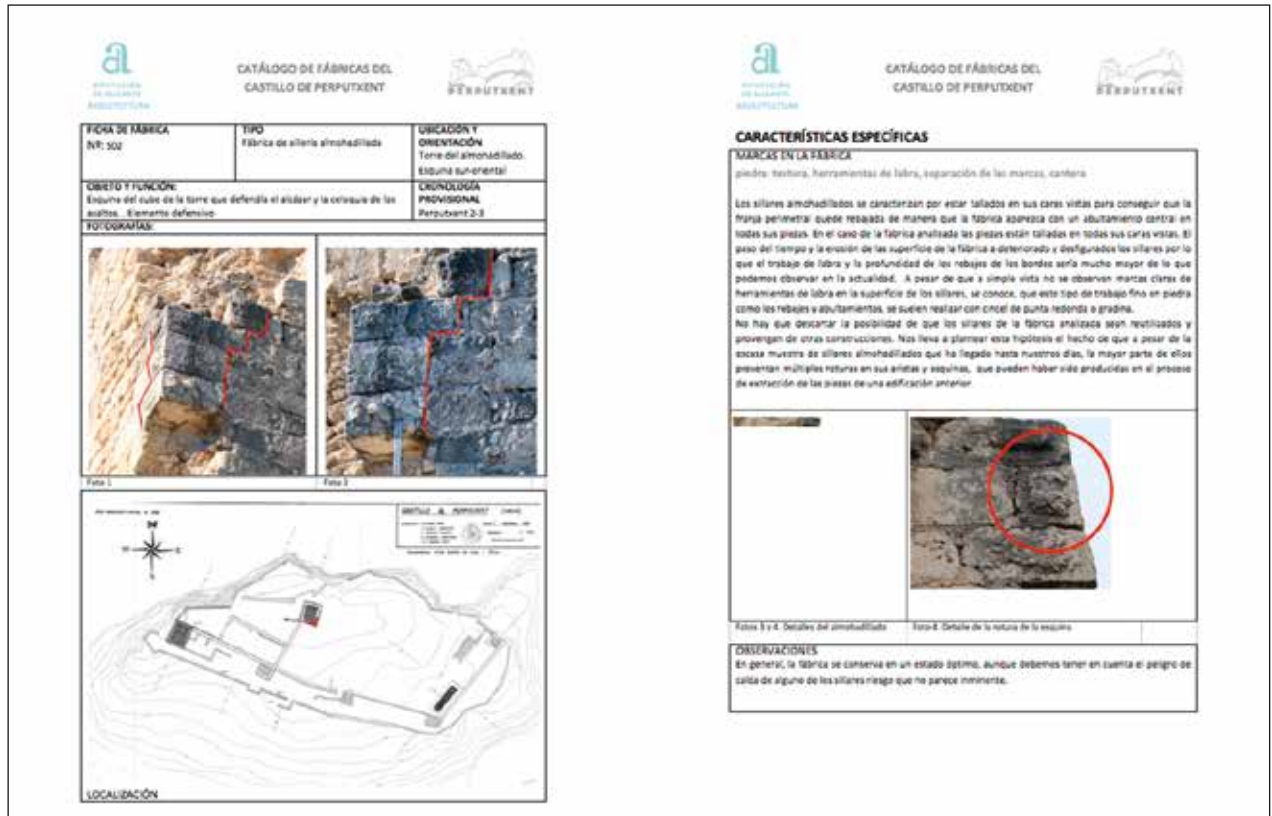 DIPUTACIÓN
DE ALICANTE
ARQUITECTURA
CATÁLOGO DE FÁBRICAS DEL
CASTILLO DE PERPUTXENT
PERPUTXENT
FICHA DE FÁBRICA
Nº: 502
TIPO
Fábrica de sillería almohadillada
UBICACIÓN Y
ORIENTACIÓN
Torre del almohadillado.
Esquina sur-oriental
OBJETO Y FUNCIÓN:
Esquina del cubo de la torre que defendía el alcázar y la celoquia de los
asaltos. . Elemento defensivo
CRONOLOGÍA
PROVISIONAL
Perputxent 2-3
FOTOGRAFÍAS:
Foto 1
Foto 2
N
LOCALIZACIÓN
DIPUTACIÓN
DE ALICANTE
ARQUITECTURA
CATÁLOGO DE FÁBRICAS DEL
CASTILLO DE PERPUTXENT
PERPUTXENT
CARACTERÍSTICAS ESPECÍFICAS
MARCAS EN LA FÁBRICA
piedra: textura, herramientas de labra, separación de las marcas, cantera
Los sillares almohadillados se caracterizan por estar tallados en sus caras vistas para conseguir que la
franja perimetral quede rebajada de manera que la fábrica aparezca con un abultamiento central en
todas sus piezas. En el caso de la fábrica analizada las piezas están talladas en todas sus caras vistas. El
paso del tiempo y la erosión de las superficie de la fábrica a deteriorado y desfigurados los sillares por lo
que el trabajo de labra y la profundidad de los rebajes de los bordes sería mucho mayor de lo que
podemos observar en la actualidad. A pesar de que a simple vista no se observan marcas claras de
herramientas de labra en la superficie de los sillares, se conoce, que este tipo de trabajo fino en piedra
como los rebajes y abultamientos, se suelen realizar con cincel de punta redonda o gradina.
No hay que descartar la posibilidad de que los sillares de la fábrica analizada sean reutilizados y
provengan de otras construcciones. Nos lleva a plantear esta hipótesis el hecho de que a pesar de la
escasa muestra de sillares almohadillados que ha llegado hasta nuestros días, la mayor parte de ellos
presentan múltiples roturas en sus aristas y esquinas, que pueden haber sido producidas en el proceso
de extracción de las piezas de una edificación anterior.
Fotos 3 y 4. Detalles del almohadillado
Foto 4. Detalle de la rotura de la esquina
OBSERVACIONES
En general, la fábrica se conserva en un estado óptimo, aunque debemos tener en cuenta el peligro de
caída de alguno de los sillares riesgo que no parece inminente.